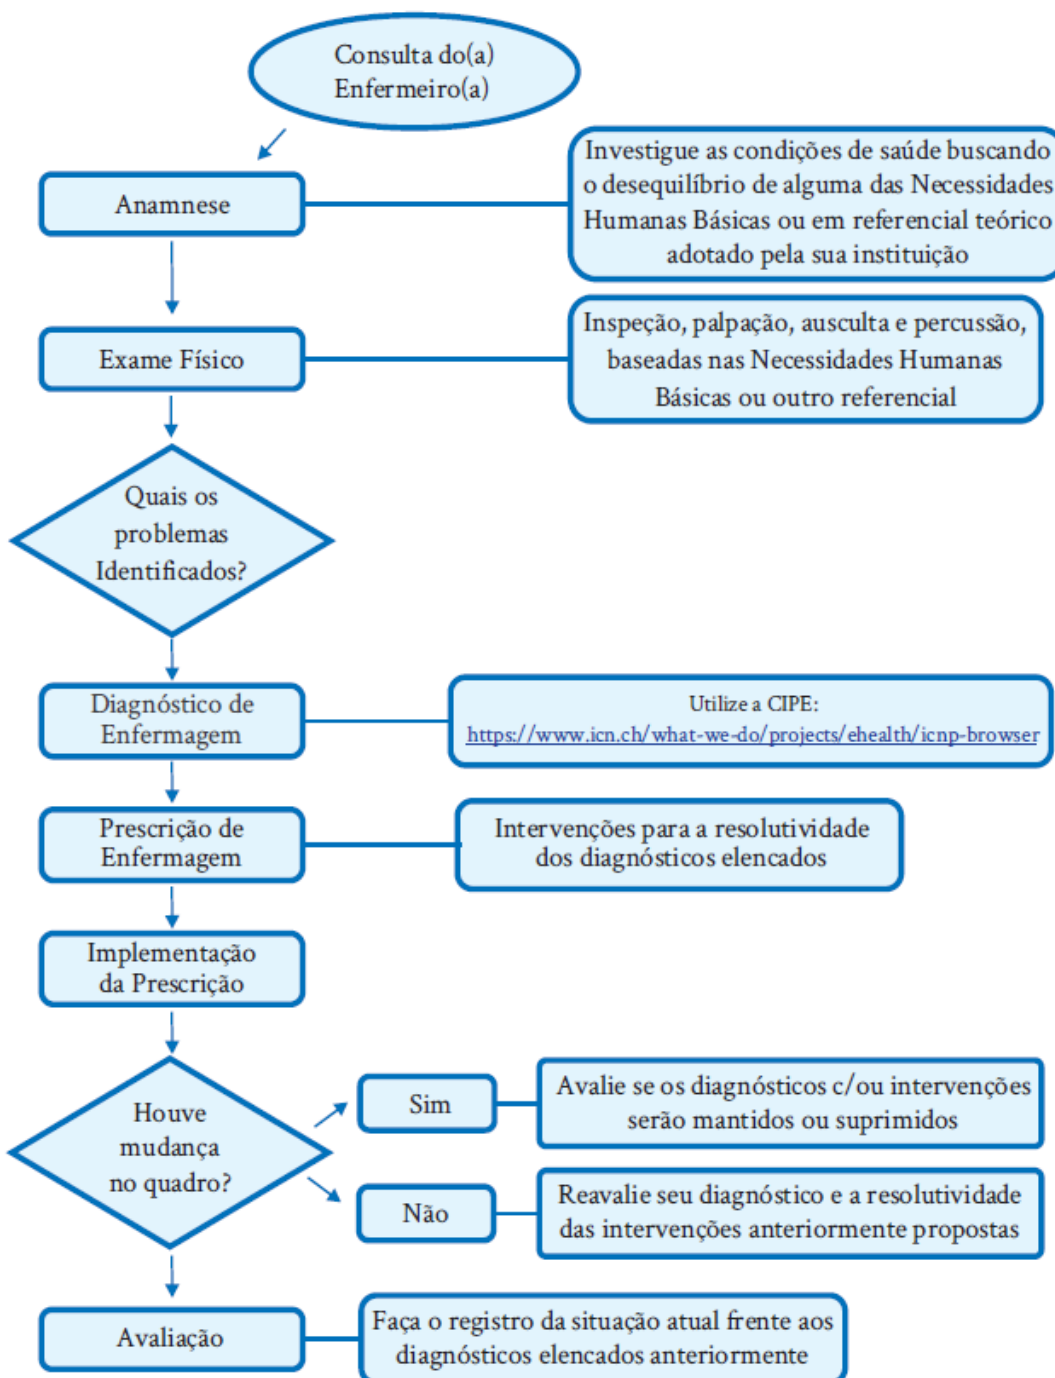 Consulta do(a)
Enfermeiro(a)
Anamnese
Investigue as condições de saúde buscando
o desequilíbrio de alguma das Necessidades
Humanas Básicas ou em referencial teórico
adotado pela sua instituição
Exame Físico
Inspeção, palpação, ausculta e percussão,
baseadas nas Necessidades Humanas
Básicas ou outro referencial
Quais os
problemas
Identificados?
Diagnóstico de
Enfermagem
Utilize a CIPE:
https://www.icn.ch/what-we-do/projects/ehealth/icnp-browser
Prescrição de
Enfermagem
Intervenções para a resolutividade
dos diagnósticos elencados
Implementação
da Prescrição
Houve
mudança
no quadro?
Sim
Avalie se os diagnósticos c/ou intervenções
serão mantidos ou suprimidos
Não
Reavalie seu diagnóstico e a resolutividade
das intervenções anteriormente propostas
Avaliação
Faça o registro da situação atual frente aos
diagnósticos elencados anteriormente